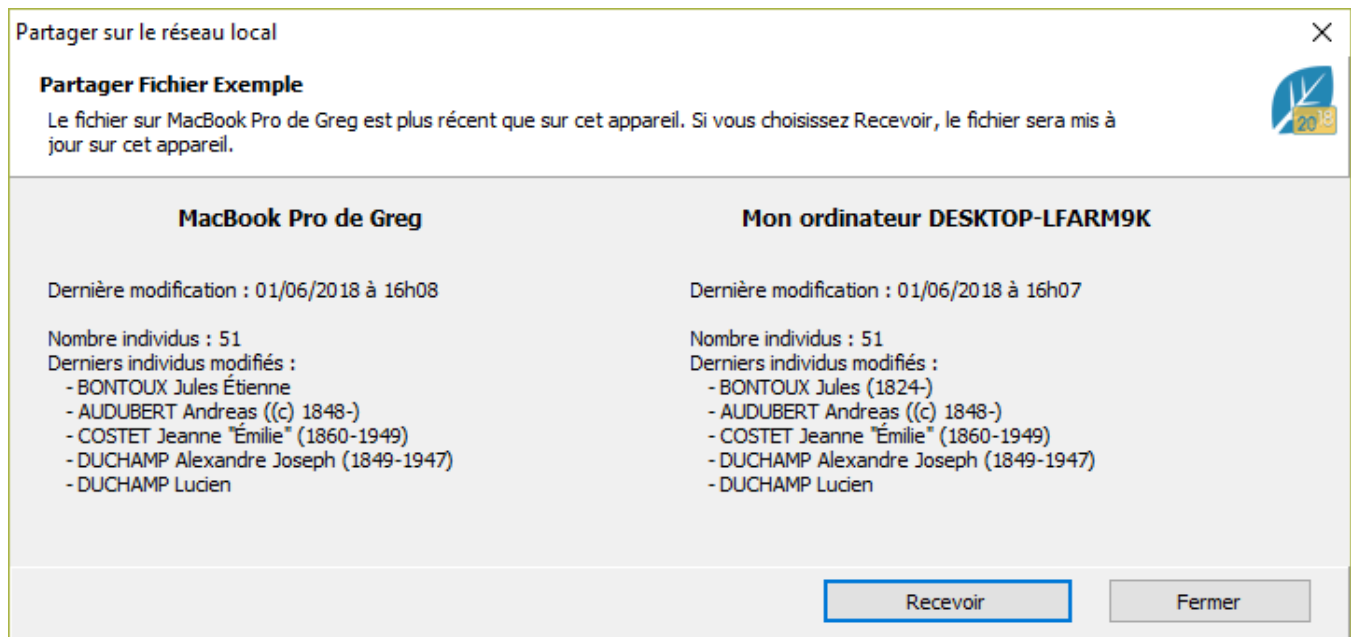 Partager sur le réseau local
Partager Fichier Exemple
Le fichier sur MacBook Pro de Greg est plus récent que sur cet appareil. Si vous choisissez Recevoir, le fichier sera mis à
jour sur cet appareil.
2018
MacBook Pro de Greg
Dernière modification : 01/06/2018 à 16h08
Nombre individus : 51
Derniers individus modifiés :
- BONTOUX Jules Étienne
- AUDUBERT Andreas ((c) 1848-)
- COSTET Jeanne "Émilie" (1860-1949)
- DUCHAMP Alexandre Joseph (1849-1947)
- DUCHAMP Lucien
Mon ordinateur DESKTOP-LFARM9K
Dernière modification : 01/06/2018 à 16h07
Nombre individus : 51
Derniers individus modifiés :
- BONTOUX Jules (1824-)
- AUDUBERT Andreas ((c) 1848-)
- COSTET Jeanne "Émilie" (1860-1949)
- DUCHAMP Alexandre Joseph (1849-1947)
- DUCHAMP Lucien
Recevoir
Fermer